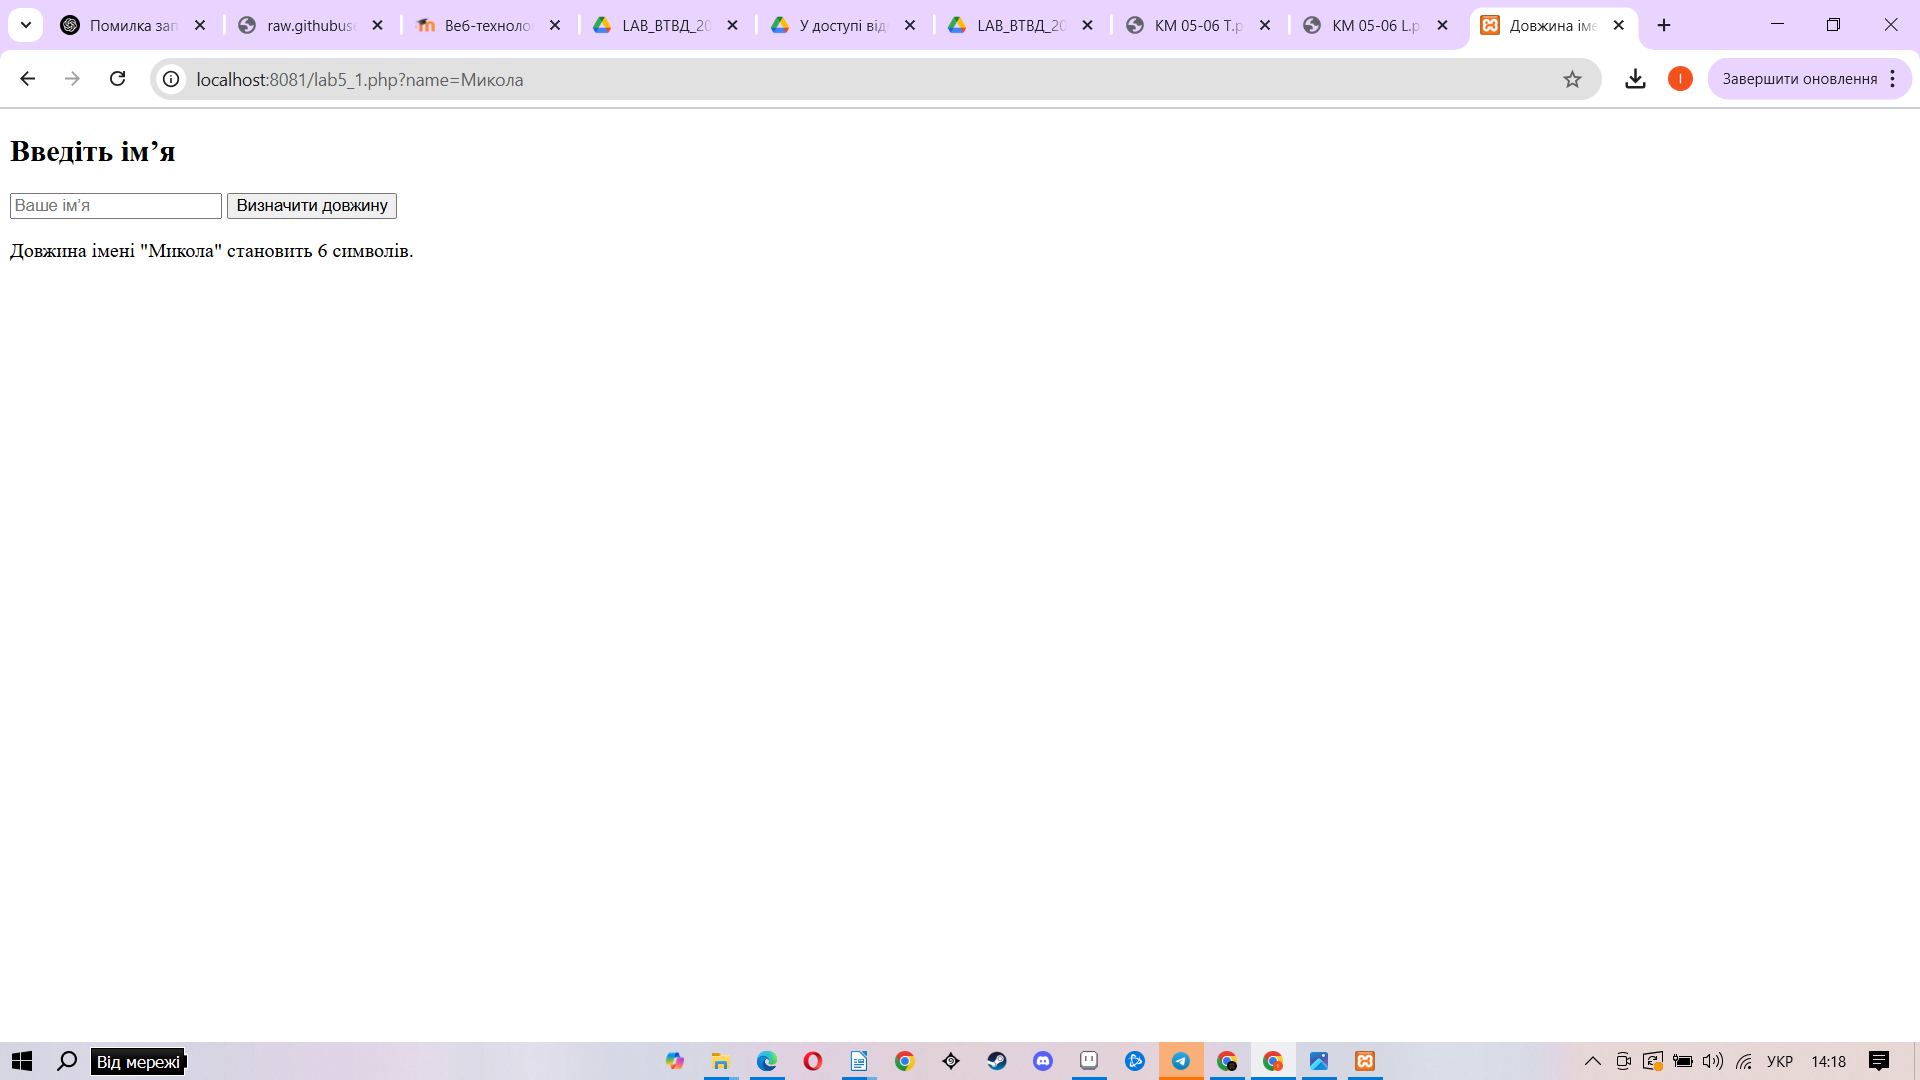 Помилка зап
raw.githubuse
Веб-техноло
LAB_ВТВД_20
У доступі від
LAB_ВТВД_20
КМ 05-06 Т.р
КМ 05-06 L.р
Довжина іме
localhost:8081/lab5_1.php?name=Микола
І
Завершити оновлення
Введіть ім’я
Ваше ім’я
Визначити довжину
Довжина імені "Микола" становить 6 символів.
Від мережі
УКР
14:18